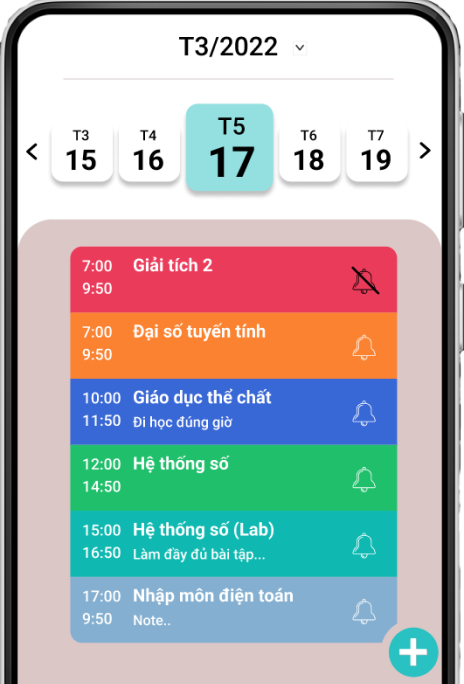 T3/2022
T3 T4 T5 T6 T7
15 16 17 18 19
7:00 Giải tích 2
9:50
7:00 Đại số tuyến tính
9:50
10:00 Giáo dục thể chất
11:50 Đi học đúng giờ
12:00 Hệ thống số
14:50
15:00 Hệ thống số (Lab)
16:50 Làm đầy đủ bài tập...
17:00 Nhập môn điện toán
9:50 Note..